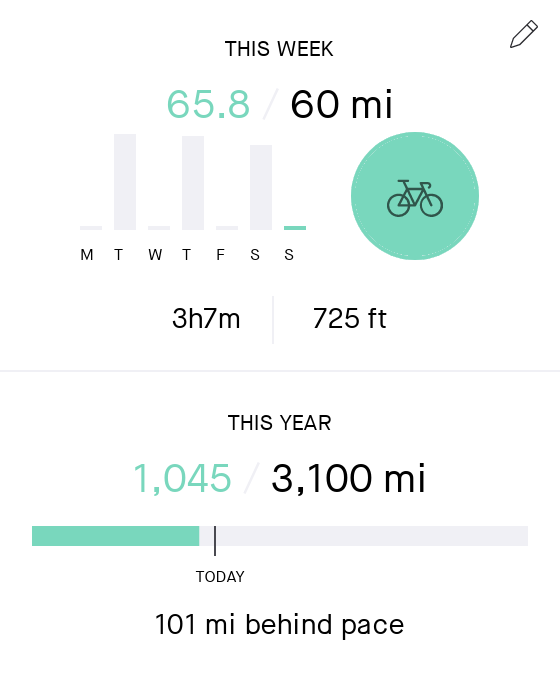 THIS WEEK
65.8 / 60 mi
M T W T F S S
3h7m 725 ft
THIS YEAR
1,045 / 3,100 mi
TODAY
101 mi behind pace